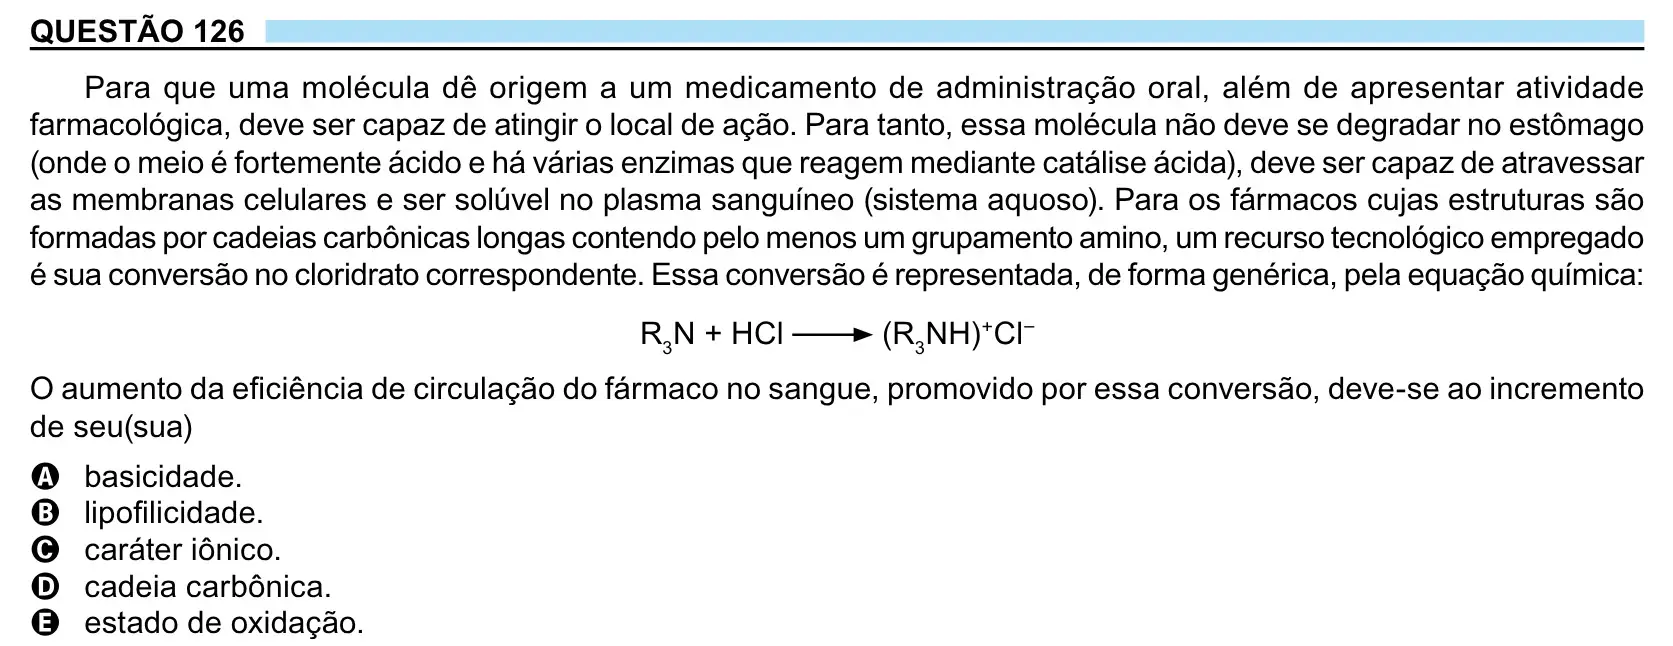 QUESTÃO 126
Para que uma molécula dê origem a um medicamento de administração oral, além de apresentar atividade
farmacológica, deve ser capaz de atingir o local de ação. Para tanto, essa molécula não deve se degradar no estômago
(onde o meio é fortemente ácido e há várias enzimas que reagem mediante catálise ácida), deve ser capaz de atravessar
as membranas celulares e ser solúvel no plasma sanguíneo (sistema aquoso). Para os fármacos cujas estruturas são
formadas por cadeias carbônicas longas contendo pelo menos um grupamento amino, um recurso tecnológico empregado
é sua conversão no cloridrato correspondente. Essa conversão é representada, de forma genérica, pela equação química:
R₃N + HCl ⟶ (R₃NH)⁺Cl⁻
O aumento da eficiência de circulação do fármaco no sangue, promovido por essa conversão, deve-se ao incremento
de seu(sua)
A basicidade.
B lipofilicidade.
C caráter iônico.
D cadeia carbônica.
E estado de oxidação.